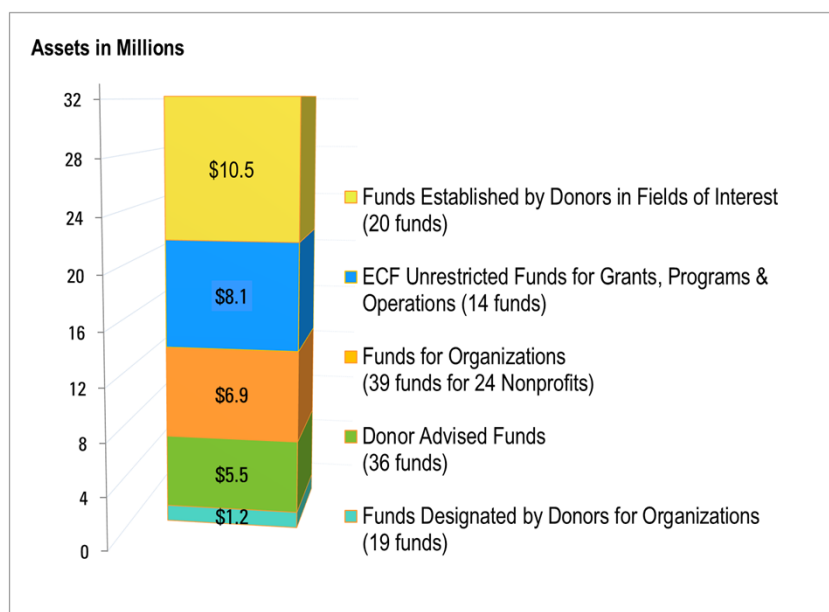 Assets in Millions
32
28
24
20
16
12
8
4
0
$10.5
$8.1
$6.9
$5.5
$1.2
Funds Established by Donors in Fields of Interest
(20 funds)
ECF Unrestricted Funds for Grants, Programs &
Operations (14 funds)
Funds for Organizations
(39 funds for 24 Nonprofits)
Donor Advised Funds
(36 funds)
Funds Designated by Donors for Organizations
(19 funds)